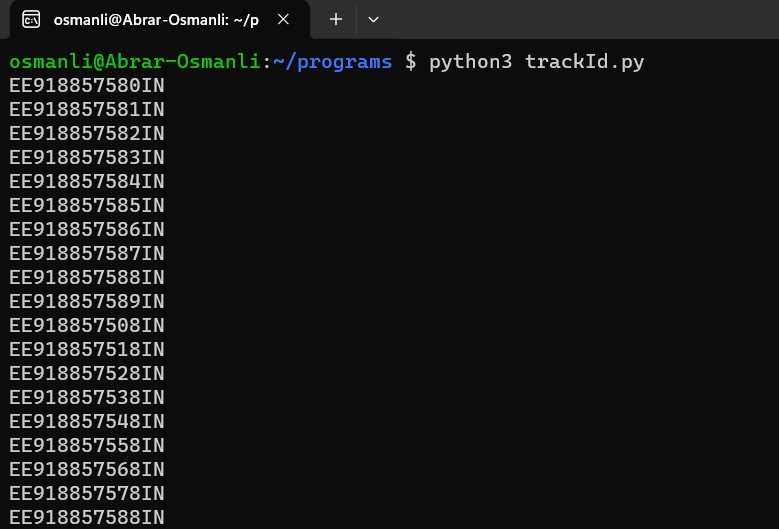 osmanli@Abrar-Osmanli: ~/p
osmanli@Abrar-Osmanli:~/programs $ python3 trackId.py
EE918857580IN
EE918857581IN
EE918857582IN
EE918857583IN
EE918857584IN
EE918857585IN
EE918857586IN
EE918857587IN
EE918857588IN
EE918857589IN
EE918857508IN
EE918857518IN
EE918857528IN
EE918857538IN
EE918857548IN
EE918857558IN
EE918857568IN
EE918857578IN
EE918857588IN